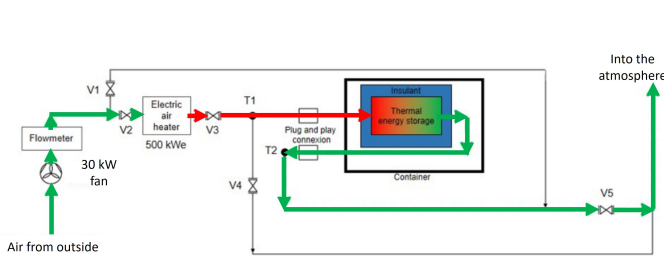 Into the
atmosphere
V1
Electric
air
heater
500 kWe
V2
V3
T1
Insulant
Thermal
energy storage
Plug and play
connexion
T2
Container
Flowmeter
30 kW
fan
V4
V5
Air from outside